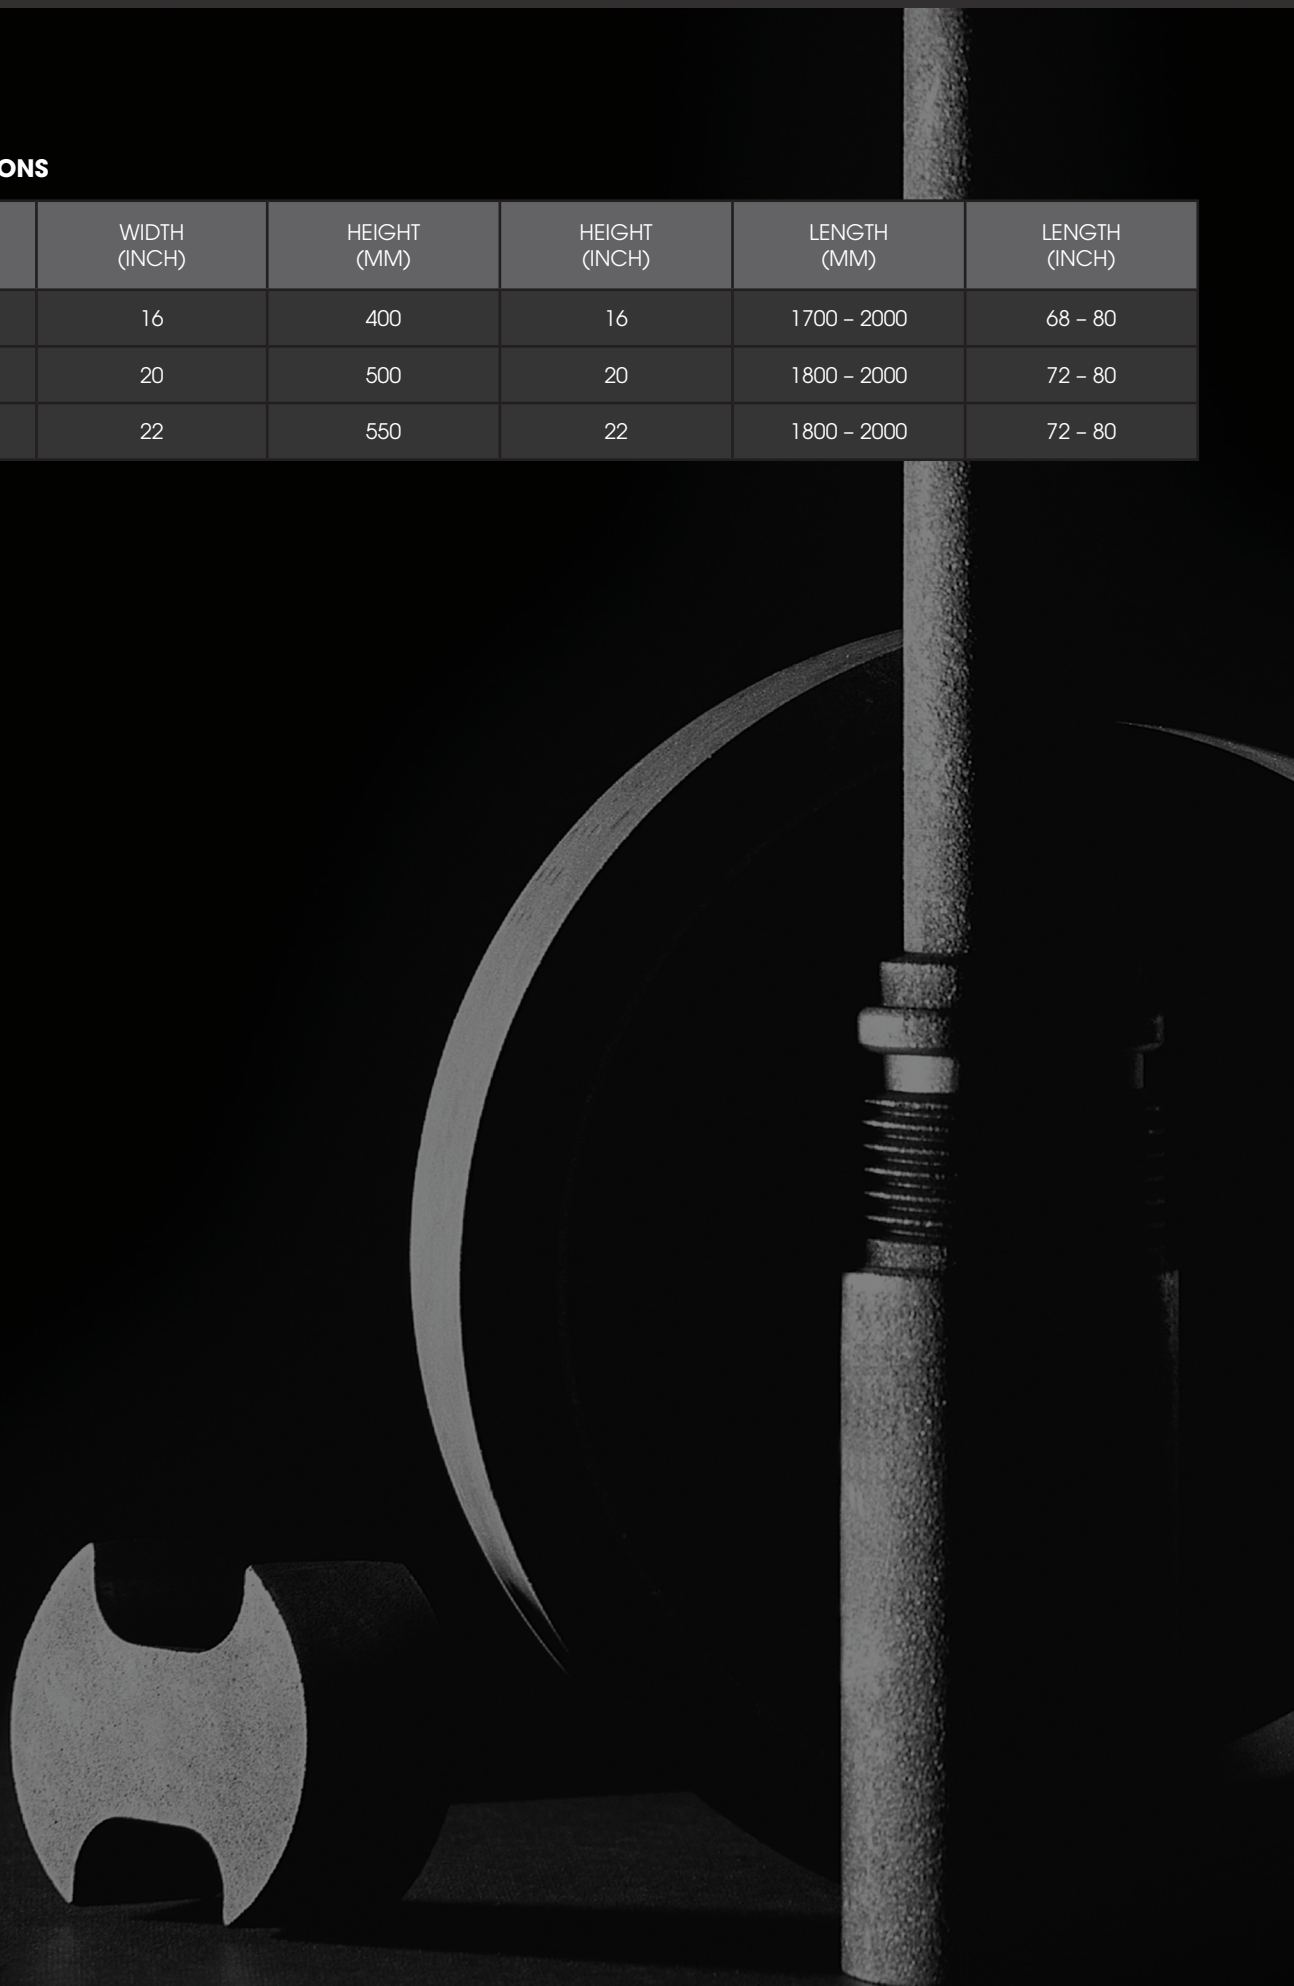 ONS
WIDTH (INCH) HEIGHT (MM) HEIGHT (INCH) LENGTH (MM) LENGTH (INCH)
16 400 16 1700 – 2000 68 – 80
20 500 20 1800 – 2000 72 – 80
22 550 22 1800 – 2000 72 – 80